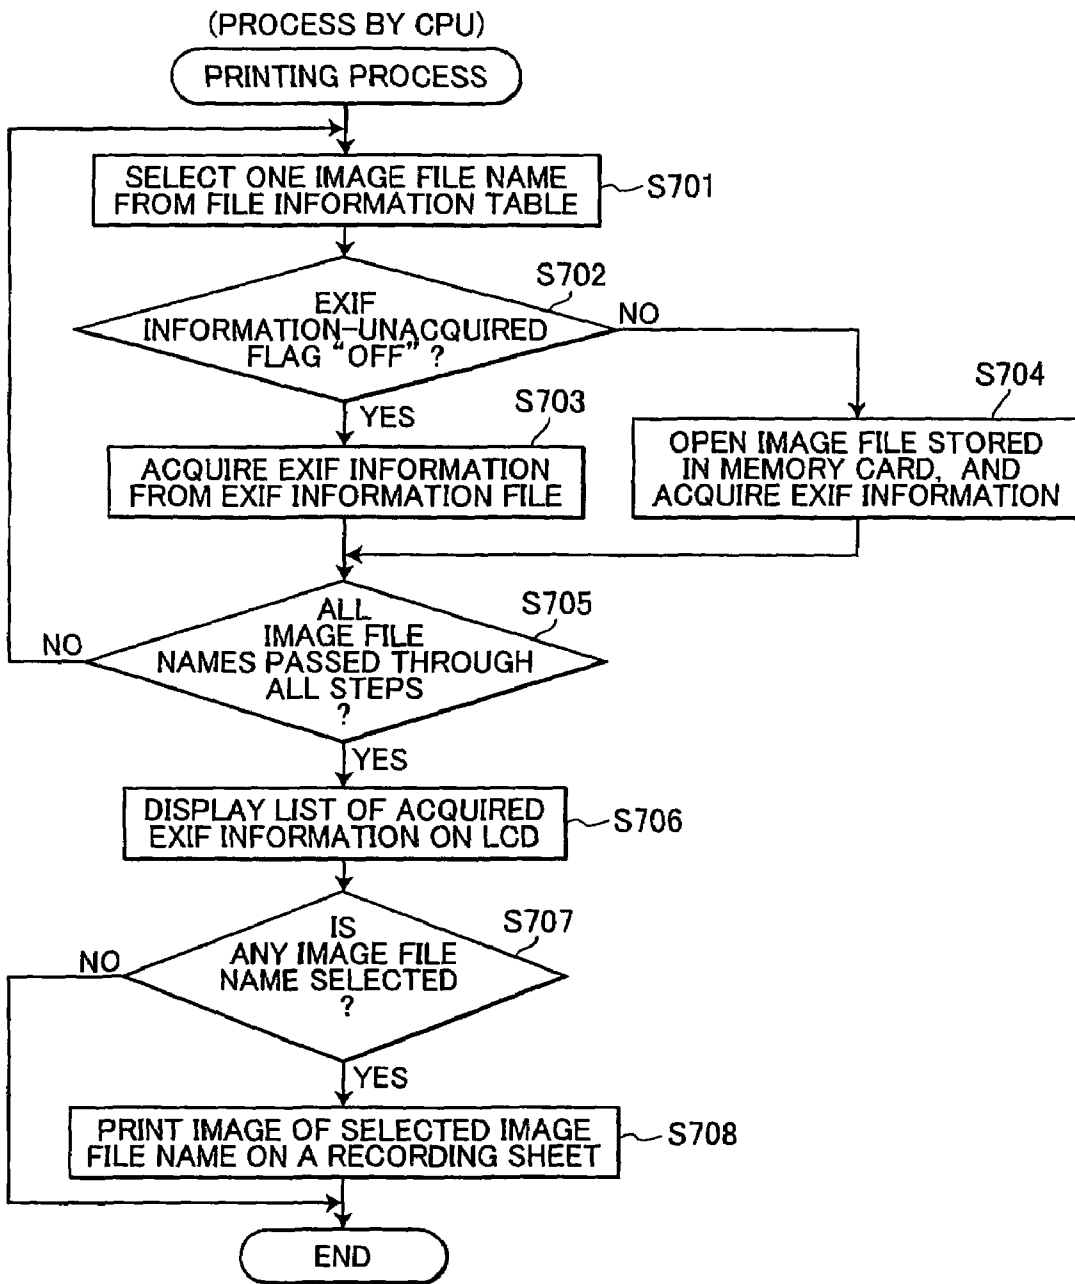 (PROCESS BY CPU)
PRINTING PROCESS
SELECT ONE IMAGE FILE NAME
FROM FILE INFORMATION TABLE
S701
S702
EXIF
INFORMATION-UNACQUIRED
FLAG "OFF" ?
NO
YES
S703
ACQUIRE EXIF INFORMATION
FROM EXIF INFORMATION FILE
S704
OPEN IMAGE FILE STORED
IN MEMORY CARD, AND
ACQUIRE EXIF INFORMATION
S705
ALL
IMAGE FILE
NAMES PASSED THROUGH
ALL STEPS
?
NO
YES
DISPLAY LIST OF ACQUIRED
EXIF INFORMATION ON LCD
S706
S707
IS
ANY IMAGE FILE
NAME SELECTED
?
NO
YES
PRINT IMAGE OF SELECTED IMAGE
FILE NAME ON A RECORDING SHEET
S708
END